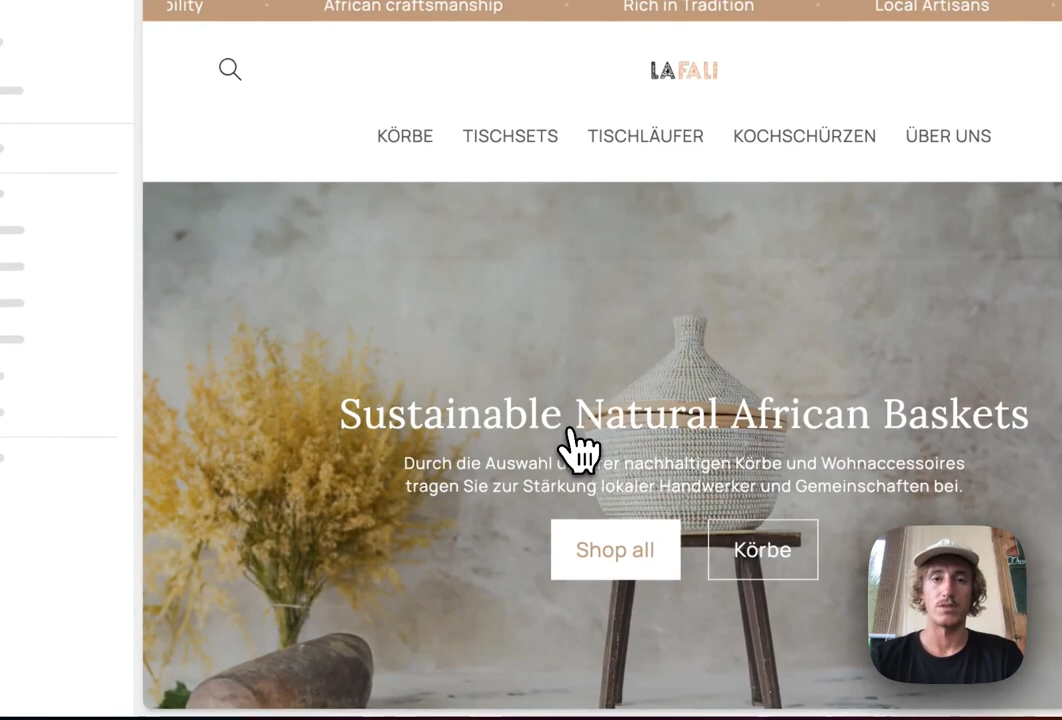 African craftsmanship
Rich in Tradition
Local Artisans
LAFALI
KÖRBE TISCHSETS TISCHLÄUFER KOCHSCHÜRZEN ÜBER UNS
Sustainable Natural African Baskets
Durch die Auswahl nachhaltigen Körbe und Wohnaccessoires
tragen Sie zur Stärkung lokaler Handwerker und Gemeinschaften bei.
Shop all
Körbe